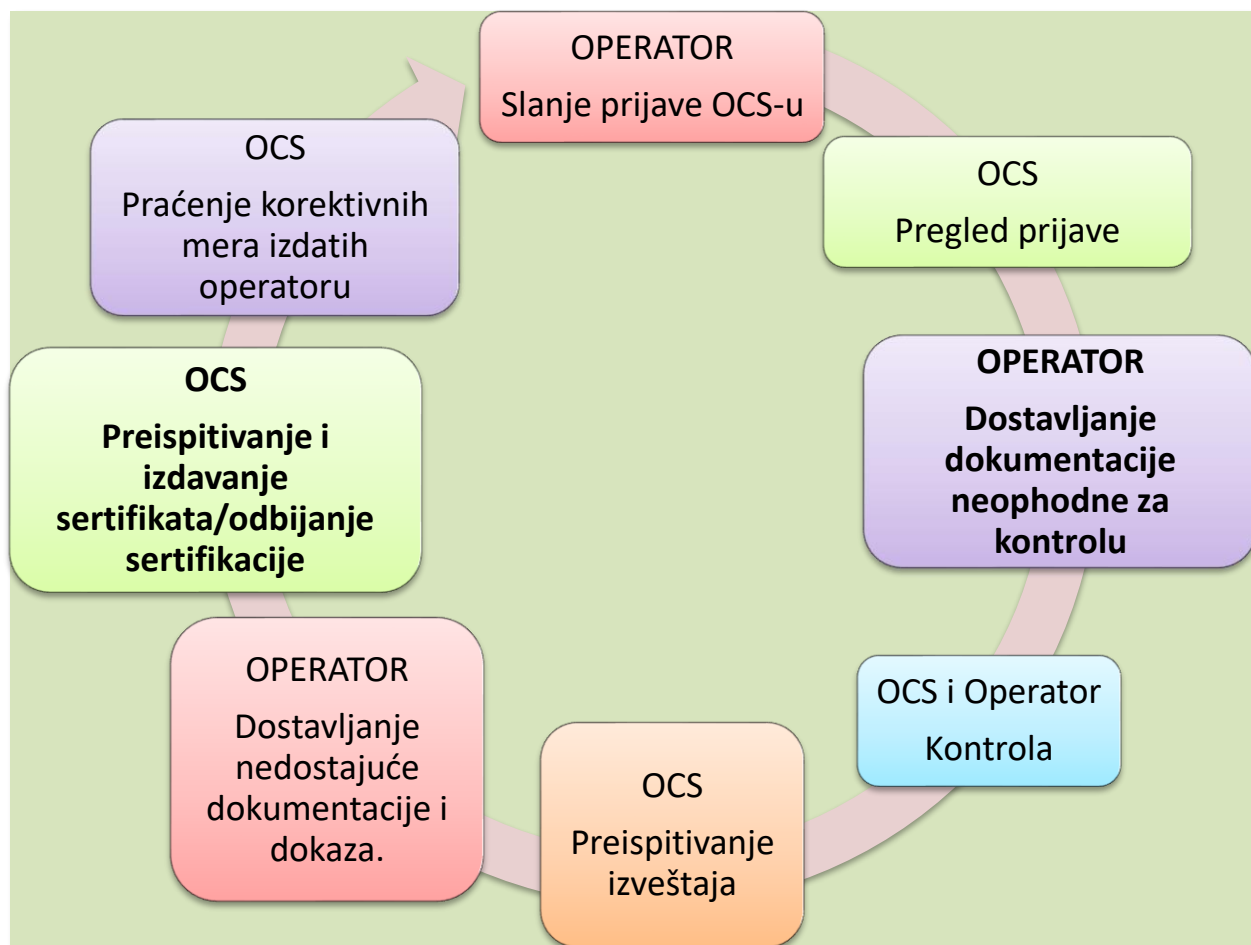 OPERATOR
Slanje prijave OCS-u
OCS
Pregled prijave
OPERATOR
Dostavljanje
dokumentacije
neophodne za
kontrolu
OCS i Operator
Kontrola
OCS
Preispitivanje
izveštaja
OPERATOR
Dostavljanje
nedostajuće
dokumentacije i
dokaza.
OCS
Preispitivanje i
izdavanje
sertifikata/odbijanje
sertifikacije
OCS
Praćenje korektivnih
mera izdatih
operatoru